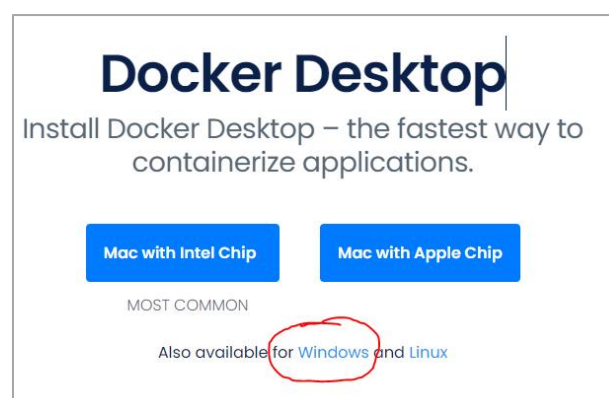 Docker Desktop
Install Docker Desktop – the fastest way to
containerize applications.
Mac with Intel Chip
Mac with Apple Chip
MOST COMMON
Also available for Windows and Linux